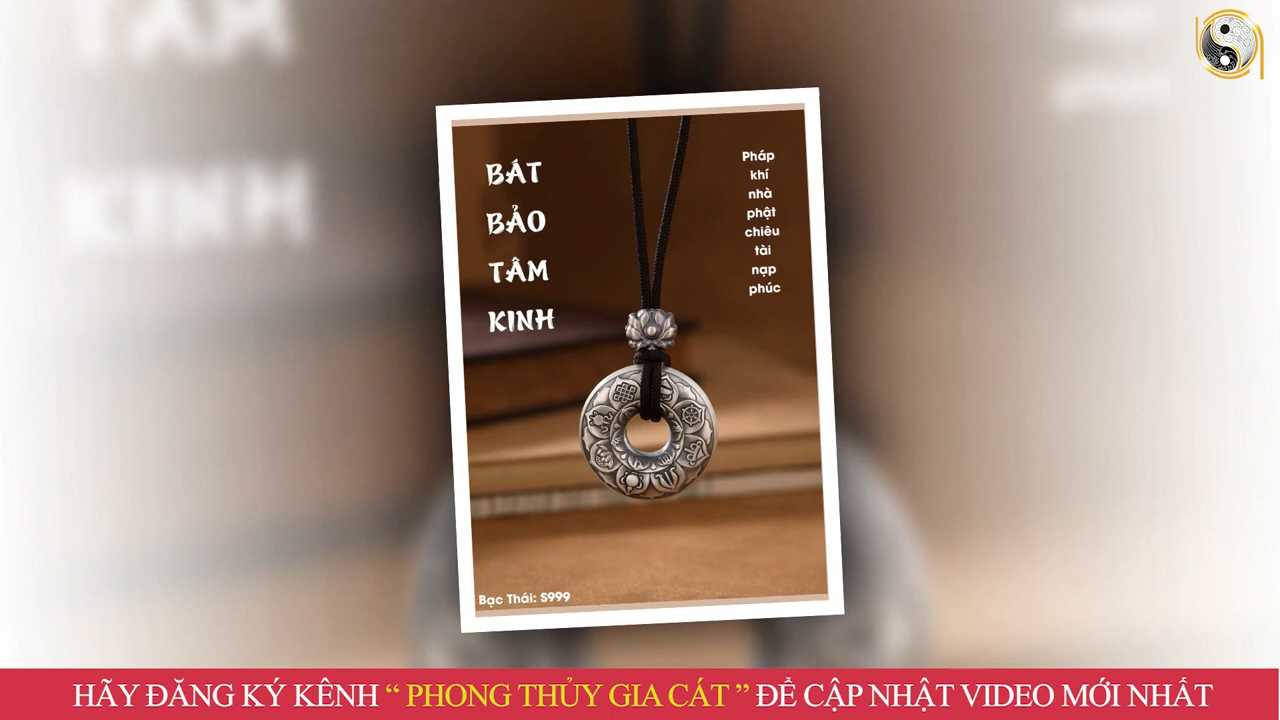 BÁT
BẢO
TÂM
KINH
Pháp
khí
nhà
phật
chiêu
tài
nạp
phúc
Bạc Thái: S999
HÃY ĐĂNG KÝ KÊNH “ PHONG THỦY GIA CÁT ” ĐỂ CẬP NHẬT VIDEO MỚI NHẤT